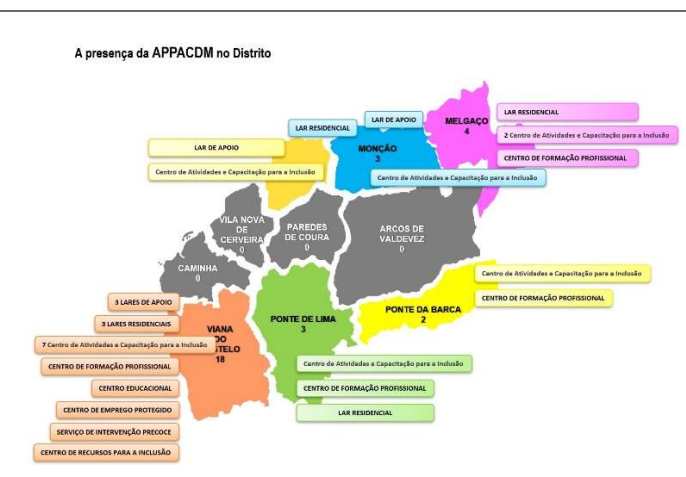 A presença da APPACDM no Distrito
LAR RESIDENCIAL
LAR DE APOIO
MELGAÇO
4
LAR RESIDENCIAL
2 Centro de Atividades e Capacitação para a Inclusão
CENTRO DE FORMAÇÃO PROFISSIONAL
LAR DE APOIO
Centro de Atividades e Capacitação para a Inclusão
MONÇÃO
3
Centro de Atividades e Capacitação para a Inclusão
VILA NOVA
DE
CERVEIRA
0
PAREDES
DE COURA
0
ARCOS DE
VALDEVEZ
0
CAMINHA
0
Centro de Atividades e Capacitação para a Inclusão
CENTRO DE FORMAÇÃO PROFISSIONAL
PONTE DA BARCA
2
3 LARES DE APOIO
3 LARES RESIDENCIAIS
7 Centro de Atividades e Capacitação para a Inclusão
CENTRO DE FORMAÇÃO PROFISSIONAL
CENTRO EDUCACIONAL
CENTRO DE EMPREGO PROTEGIDO
SERVIÇO DE INTERVENÇÃO PRECOCE
CENTRO DE RECURSOS PARA A INCLUSÃO
VIANA
DO
STELO
18
PONTE DE LIMA
3
Centro de Atividades e Capacitação para a Inclusão
CENTRO DE FORMAÇÃO PROFISSIONAL
LAR RESIDENCIAL